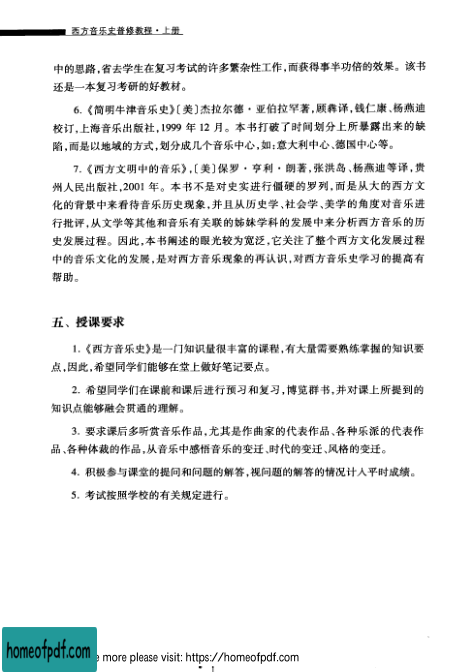 西方音乐史普修教程·上册
中的思路,省去学生在复习考试的许多繁杂性工作,而获得事半功倍的效果。该书
还是一本复习考研的好教材。
6.《简明牛津音乐史》〔美〕杰拉尔德·亚伯拉罕著,顾犇译,钱仁康、杨燕迪
校订,上海音乐出版社,1999 年 12 月。本书打破了时间划分上所暴露出来的缺
陷,而是以地域的方式,划分成几个音乐中心,如:意大利中心、德国中心等。
7.《西方文明中的音乐》,〔美〕保罗·亨利·朗著,张洪岛、杨燕迪等译,贵
州人民出版社,2001 年。本书不是对史实进行僵硬的罗列,而是从大的西方文
化的背景中来看待音乐历史现象,并且从历史学、社会学、美学的角度对音乐进
行批评,从文学等其他和音乐有关联的姊妹学科的发展中来分析西方音乐的历
史发展过程。因此,本书阐述的眼光较为宽泛,它关注了整个西方文化发展过程
中的音乐文化的发展,是对西方音乐现象的再认识,对西方音乐史学习的提高有
帮助。
五、授课要求
1.《西方音乐史》是一门知识量很丰富的课程,有大量需要熟练掌握的知识要
点,因此,希望同学们能够在堂上做好笔记要点。
2. 希望同学们在课前和课后进行预习和复习,博览群书,并对课上所提到的
知识点能够融会贯通的理解。
3. 要求课后多听赏音乐作品,尤其是作曲家的代表作品、各种乐派的代表作
品、各种体裁的作品,从音乐中感悟音乐的变迁、时代的变迁、风格的变迁。
4. 积极参与课堂的提问和问题的解答,视问题的解答的情况计入平时成绩。
5. 考试按照学校的有关规定进行。
homeofpdf.com
e more please visit: https://homeofpdf.com